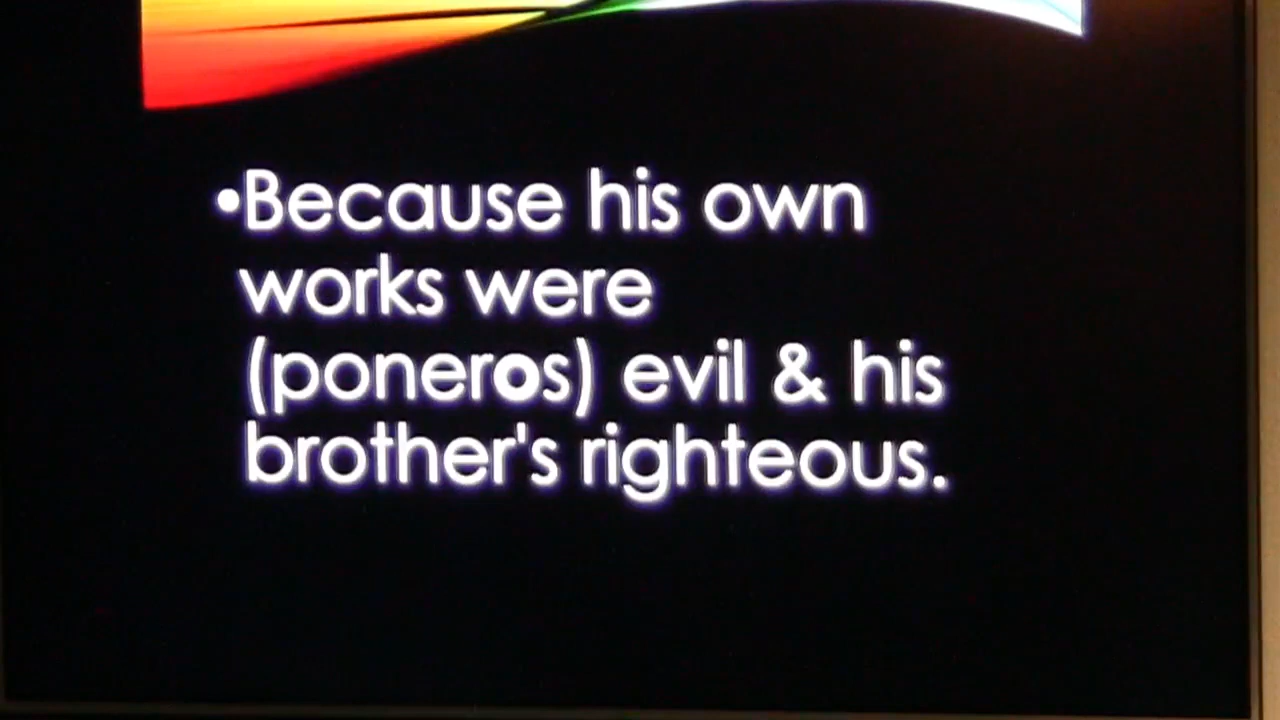 •Because his own
works were
(poneros) evil & his
brother's righteous.